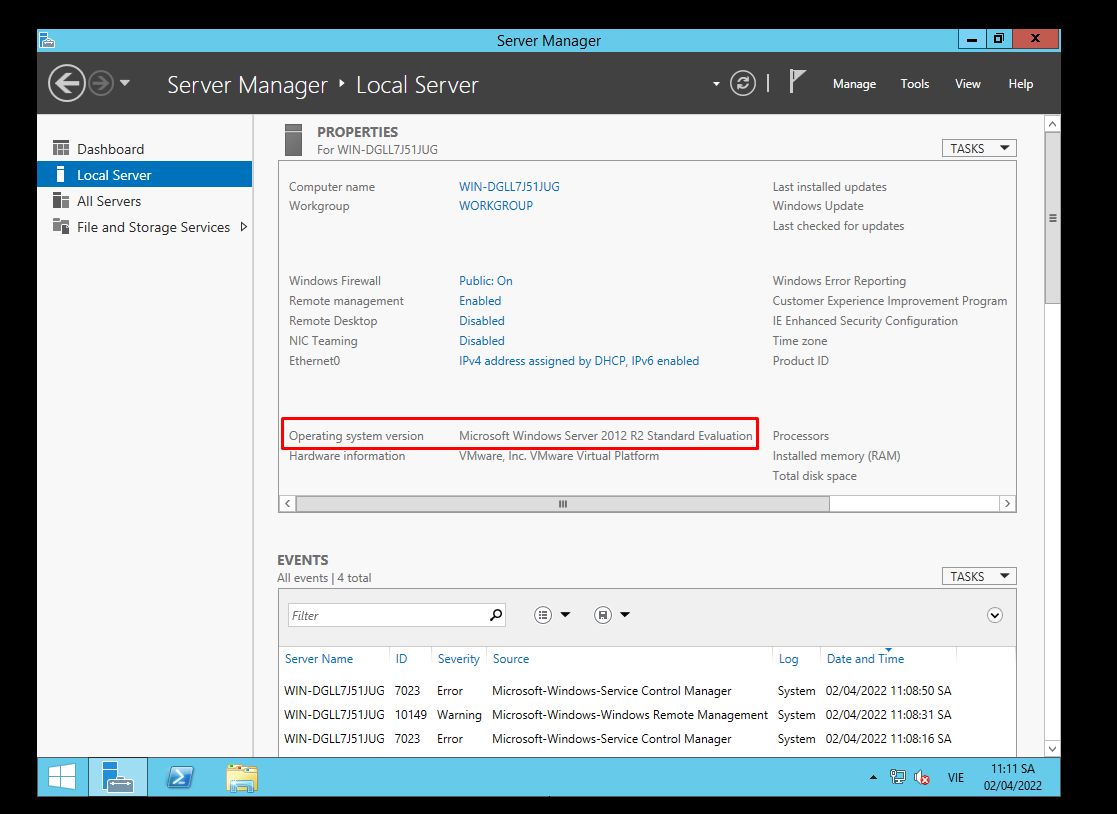 Server Manager
Server Manager ‣ Local Server
Manage Tools View Help
Dashboard
Local Server
All Servers
File and Storage Services
PROPERTIES
For WIN-DGLL7J51JUG
TASKS
Computer name WIN-DGLL7J51JUG Last installed updates
Workgroup WORKGROUP Windows Update
Last checked for updates
Windows Firewall Public: On Windows Error Reporting
Remote management Enabled Customer Experience Improvement Program
Remote Desktop Disabled IE Enhanced Security Configuration
NIC Teaming Disabled Time zone
Ethernet0 IPv4 address assigned by DHCP, IPv6 enabled Product ID
Operating system version Microsoft Windows Server 2012 R2 Standard Evaluation Processors
Hardware information VMware, Inc. VMware Virtual Platform Installed memory (RAM)
Total disk space
EVENTS
All events | 4 total
TASKS
Filter
Server Name ID Severity Source Log Date and Time
WIN-DGLL7J51JUG 7023 Error Microsoft-Windows-Service Control Manager System 02/04/2022 11:08:50 SA
WIN-DGLL7J51JUG 10149 Warning Microsoft-Windows-Windows Remote Management System 02/04/2022 11:08:31 SA
WIN-DGLL7J51JUG 7023 Error Microsoft-Windows-Service Control Manager System 02/04/2022 11:08:16 SA
VIE
11:11 SA
02/04/2022